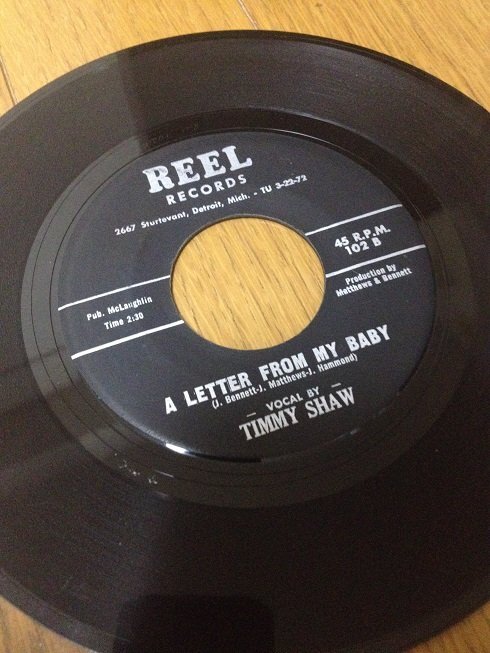 REEL
RECORDS
2667 Sturtevant, Detroit, Mich. - TU 3-22-72
45 R.P.M.
102 B
Pub. McLaughlin
Time 2:30
Production by
Matthews & Bennett
A LETTER FROM MY BABY
(J. Bennett-J. Matthews-J. Hammond)
— VOCAL BY —
TIMMY SHAW